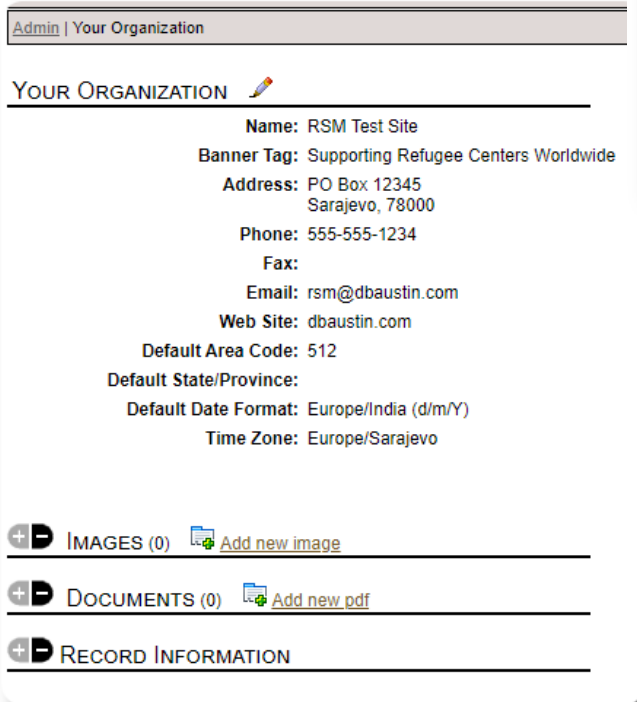 Admin | Your Organization
Your Organization
Name: RSM Test Site
Banner Tag: Supporting Refugee Centers Worldwide
Address: PO Box 12345
Sarajevo, 78000
Phone: 555-555-1234
Fax:
Email: rsm@dbaustin.com
Web Site: dbaustin.com
Default Area Code: 512
Default State/Province:
Default Date Format: Europe/India (d/m/Y)
Time Zone: Europe/Sarajevo
Images (0) Add new image
Documents (0) Add new pdf
Record Information